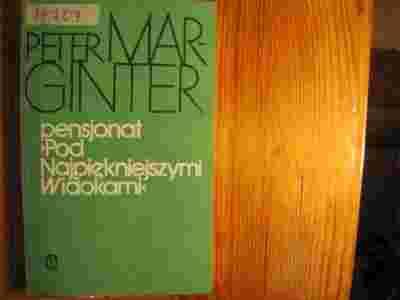 PETER MAR-
GINTER
pensjonat
›Pod
Najpiękniejszymi
Widokami‹